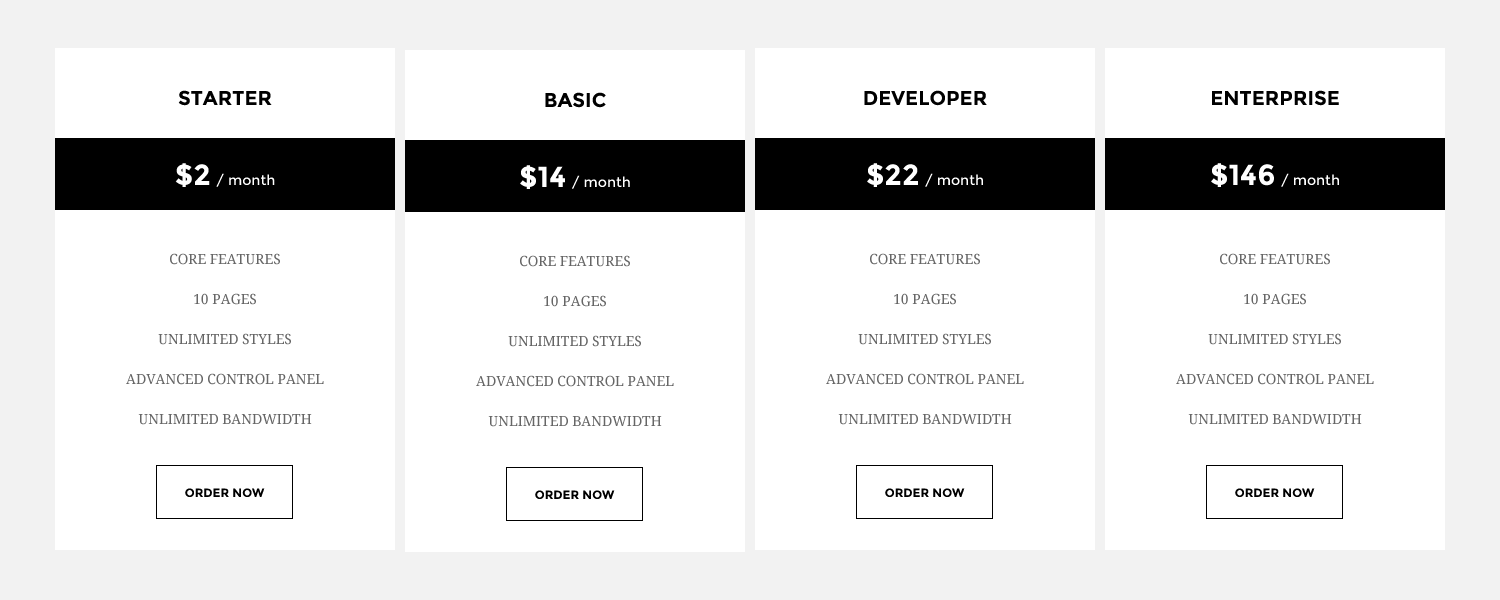 STARTER
$2 / month
CORE FEATURES
10 PAGES
UNLIMITED STYLES
ADVANCED CONTROL PANEL
UNLIMITED BANDWIDTH
ORDER NOW
BASIC
$14 / month
CORE FEATURES
10 PAGES
UNLIMITED STYLES
ADVANCED CONTROL PANEL
UNLIMITED BANDWIDTH
ORDER NOW
DEVELOPER
$22 / month
CORE FEATURES
10 PAGES
UNLIMITED STYLES
ADVANCED CONTROL PANEL
UNLIMITED BANDWIDTH
ORDER NOW
ENTERPRISE
$146 / month
CORE FEATURES
10 PAGES
UNLIMITED STYLES
ADVANCED CONTROL PANEL
UNLIMITED BANDWIDTH
ORDER NOW